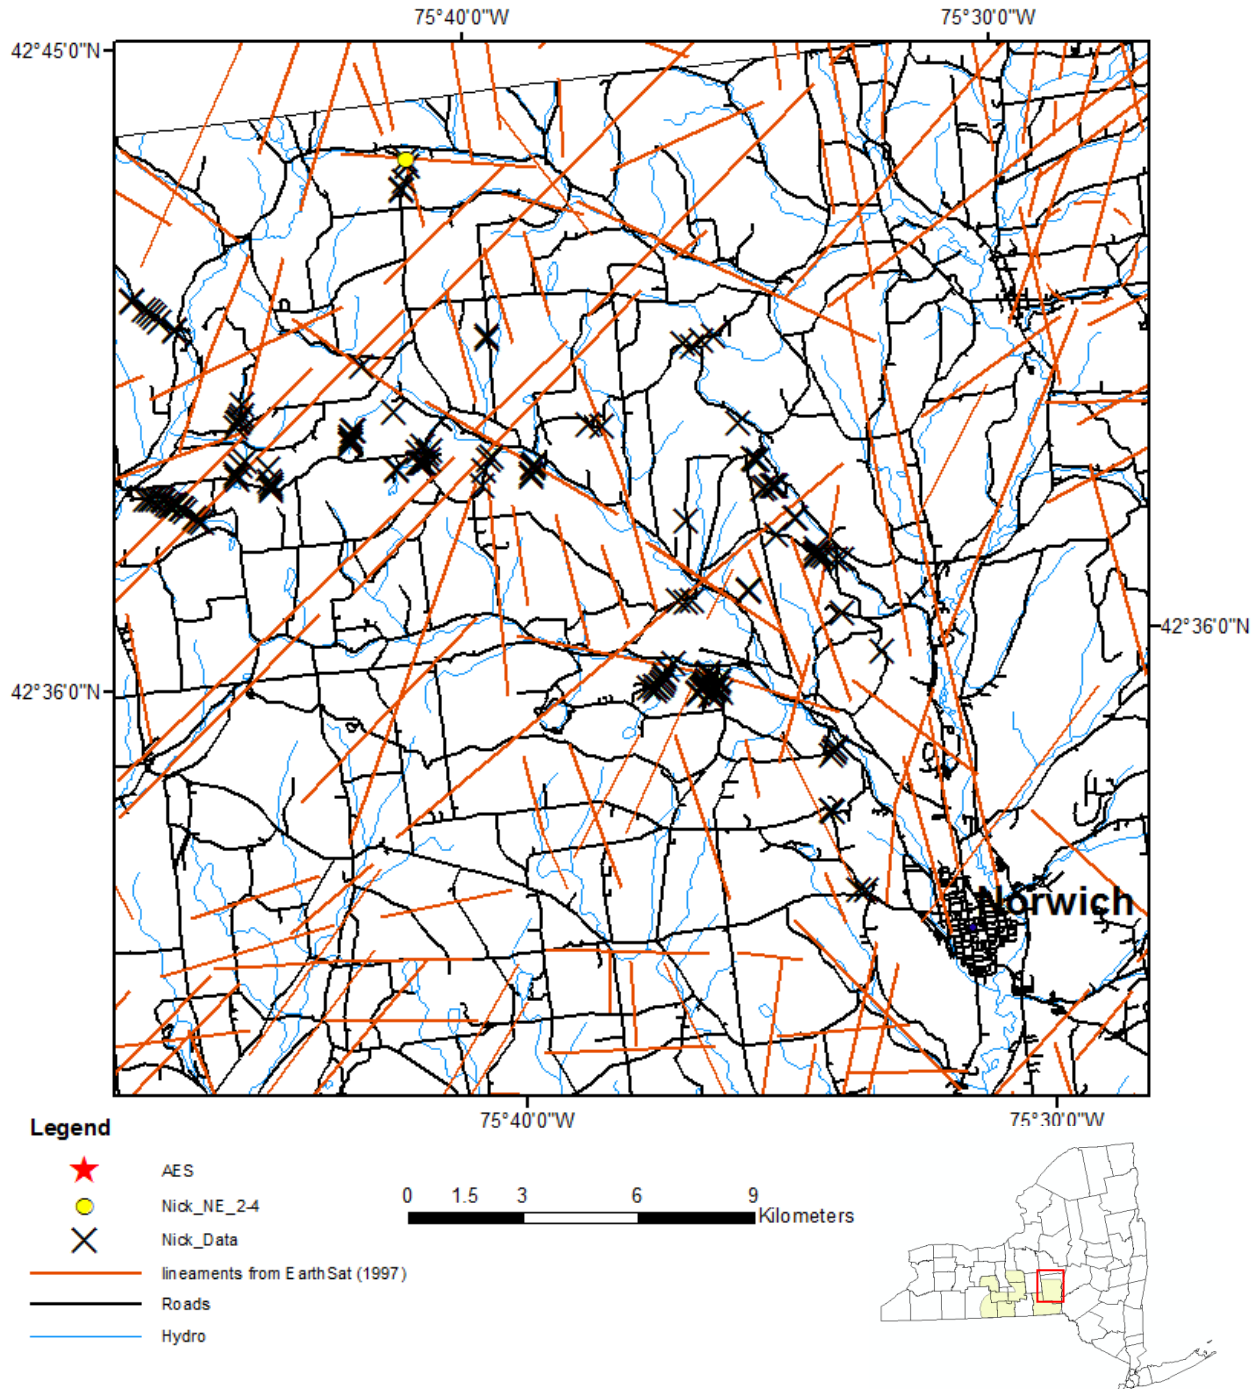 75°40'0"W 75°30'0"W
42°45'0"N
42°36'0"N
42°36'0"N
Norwich
75°40'0"W 75°30'0"W
Legend
AES
Nick_NE_2-4
Nick_Data
lineaments from EarthSat (1997)
Roads
Hydro
0 1.5 3 6 9
Kilometers